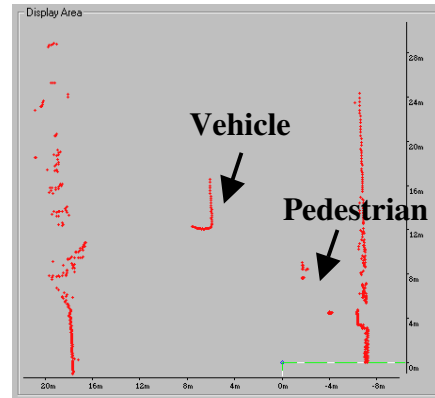 Display Area
28m
24m
Vehicle
20m
16m
Pedestrian
12m
8m
4m
0m
20m 16m 12m 8m 4m 0m -4m -8m